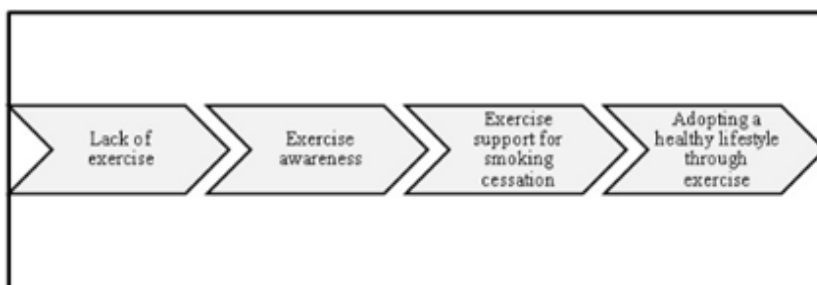 Lack of
exercise
Exercise
awareness
Exercise
support for
smoking
cessation
Adopting a
healthy lifestyle
through
exercise